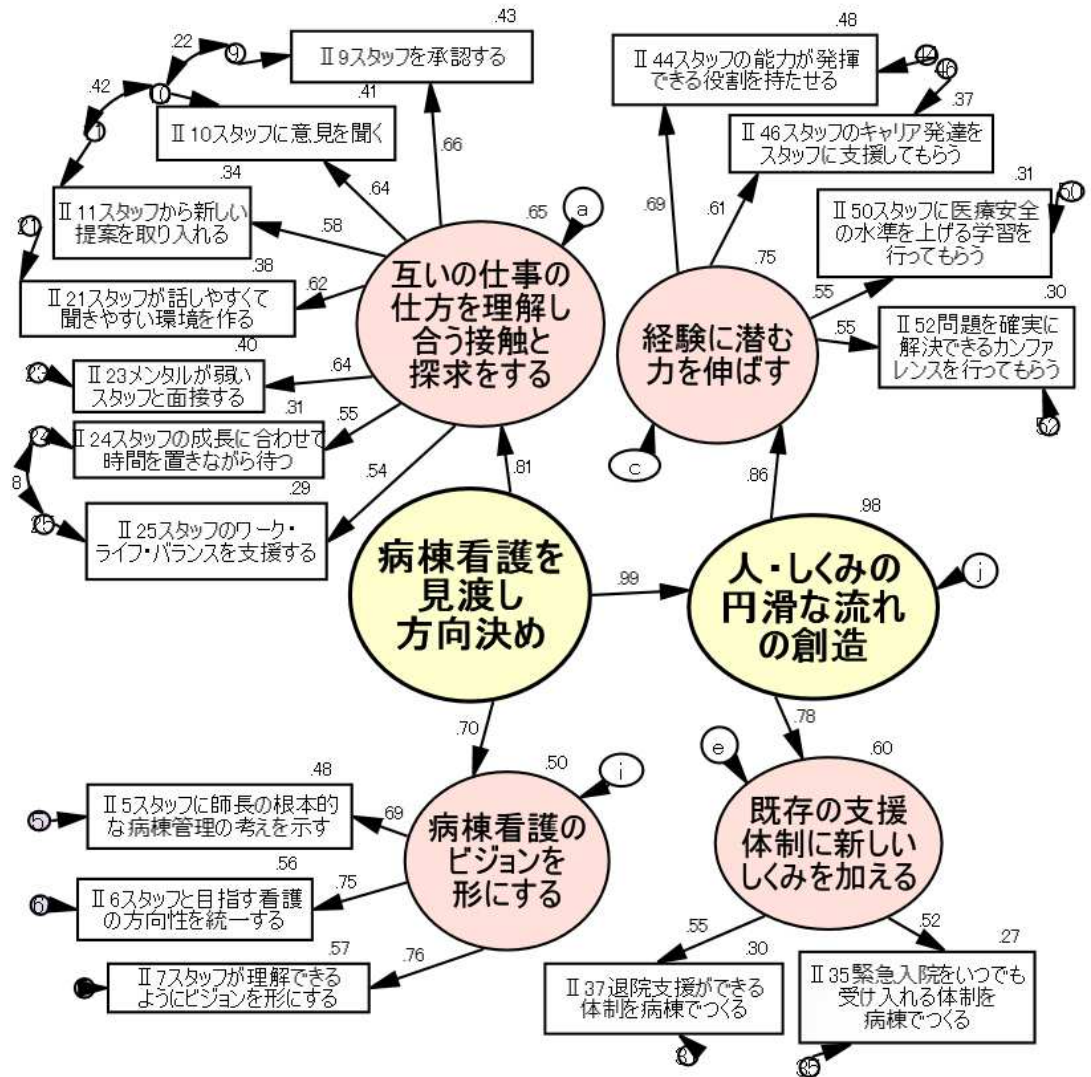 .43
.22
9
Ⅱ9スタッフを承認する
.42
.41
Ⅱ10スタッフに意見を聞く
.66
.34
.64
Ⅱ11スタッフから新しい
提案を取り入れる
.58
21
.38
Ⅱ21スタッフが話しやすくて
聞きやすい環境を作る
.62
.40
23
Ⅱ23メンタルが弱い
スタッフと面接する
.64
.31
24
Ⅱ24スタッフの成長に合わせて
時間を置きながら待つ
.55
8
.29
25
Ⅱ25スタッフのワーク・
ライフ・バランスを支援する
.54
.65
a
互いの仕事の
仕方を理解し
合う接触と
探求をする
.48
Ⅱ44スタッフの能力が発揮
できる役割を持たせる
44
46
.37
Ⅱ46スタッフのキャリア発達を
スタッフに支援してもらう
.69
.61
.31
50
Ⅱ50スタッフに医療安全
の水準を上げる学習を
行ってもらう
.75
.55
.30
経験に潜む
力を伸ばす
.55
Ⅱ52問題を確実に
解決できるカンファ
レンスを行ってもらう
52
c
.81
.86
.98
病棟看護を
見渡し
方向決め
.99
人・しくみの
円滑な流れ
の創造
j
.70
.78
.50
i
e
.60
.48
5
Ⅱ5スタッフに師長の根本的
な病棟管理の考えを示す
.69
病棟看護の
ビジョンを
形にする
既存の支援
体制に新しい
しくみを加える
.56
6
Ⅱ6スタッフと目指す看護
の方向性を統一する
.75
.57
Ⅱ7スタッフが理解できる
ようにビジョンを形にする
.76
.55
.52
.30
.27
Ⅱ37退院支援ができる
体制を病棟でつくる
Ⅱ35緊急入院をいつでも
受け入れる体制を
病棟でつくる
35